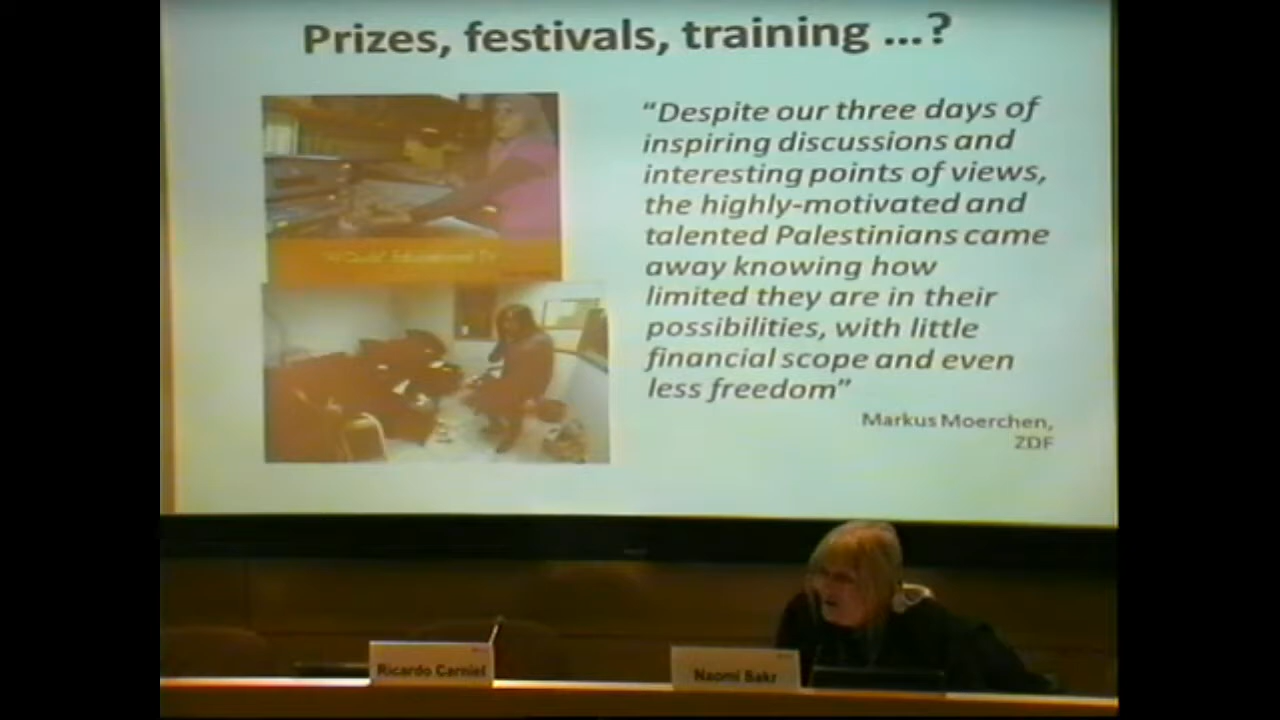 Prizes, festivals, training ...?
“Despite our three days of
inspiring discussions and
interesting points of views,
the highly-motivated and
talented Palestinians came
away knowing how
limited they are in their
possibilities, with little
financial scope and even
less freedom”
Markus Moerchen,
ZDF
Educational TV
Ricardo Carniel
Naomi Sakr